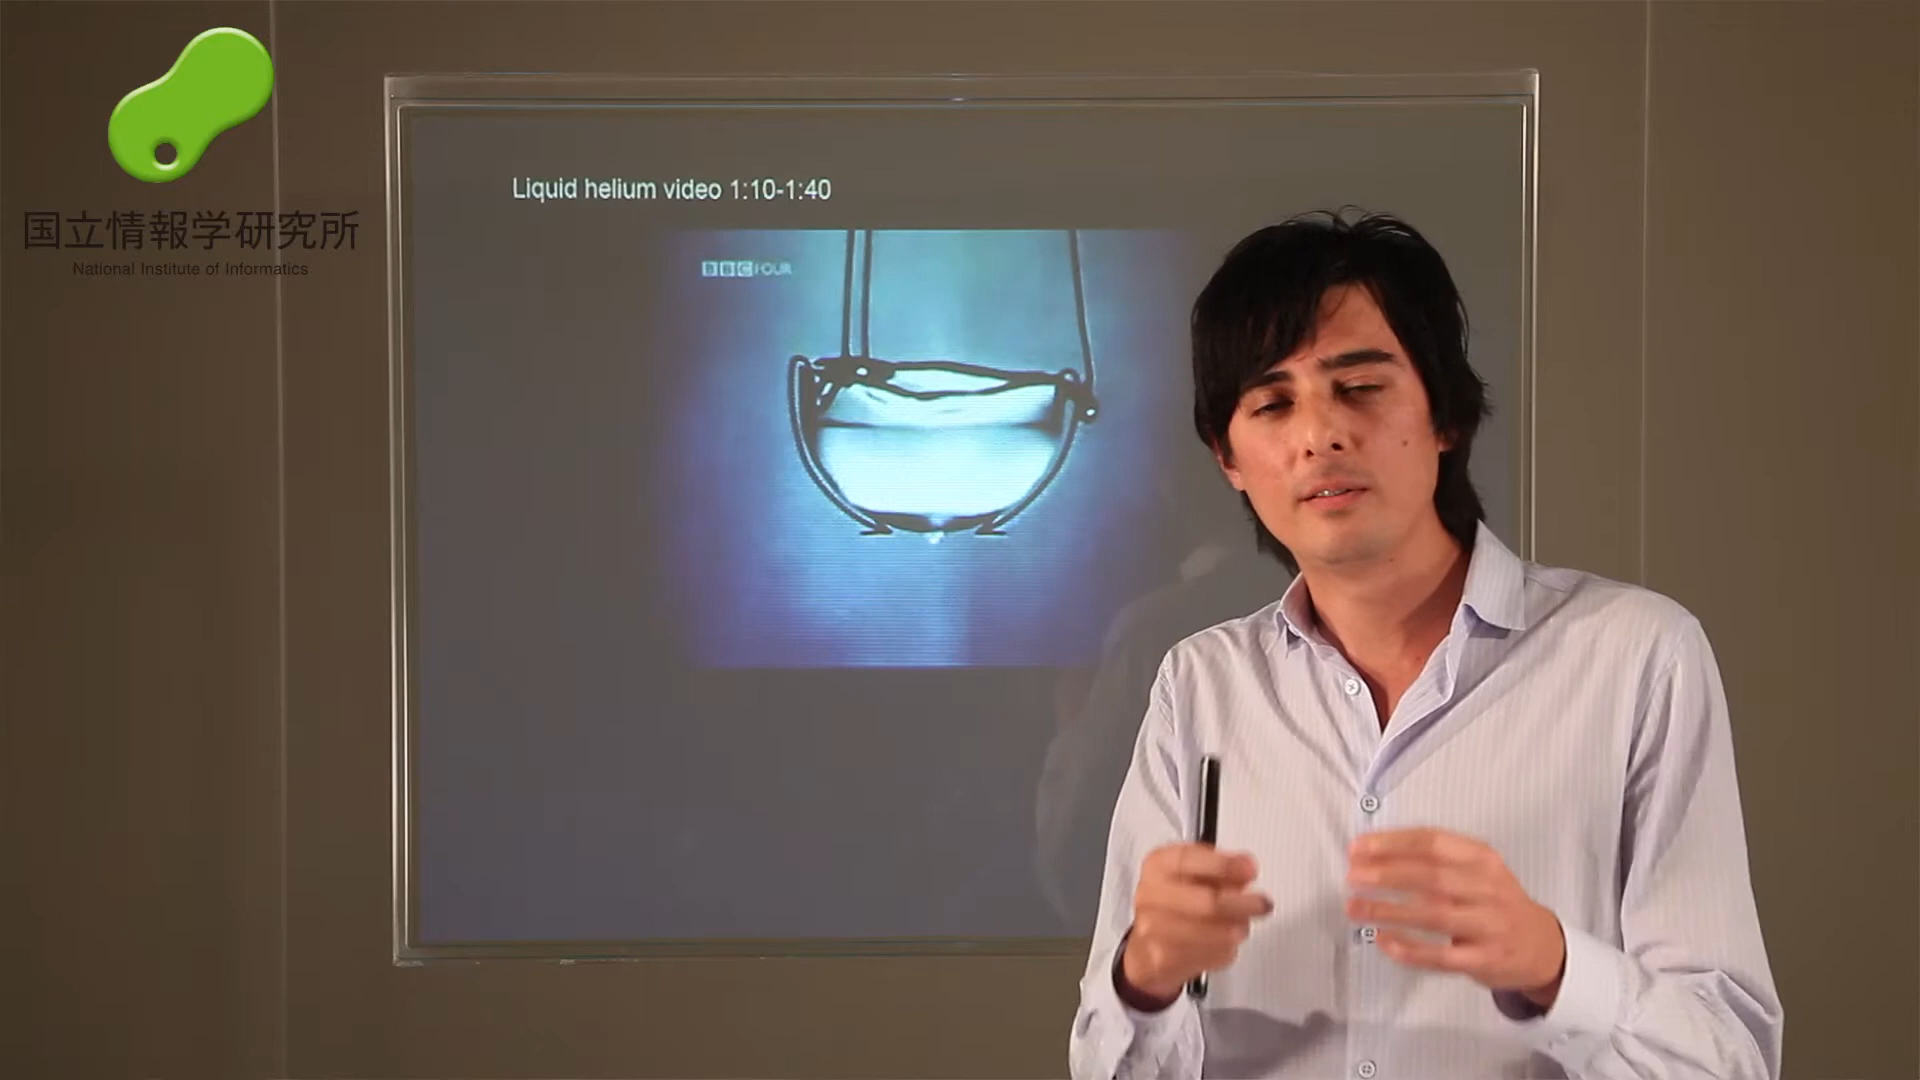 国立情報学研究所
National Institute of Informatics
Liquid helium video 1:10-1:40
BBC FOUR